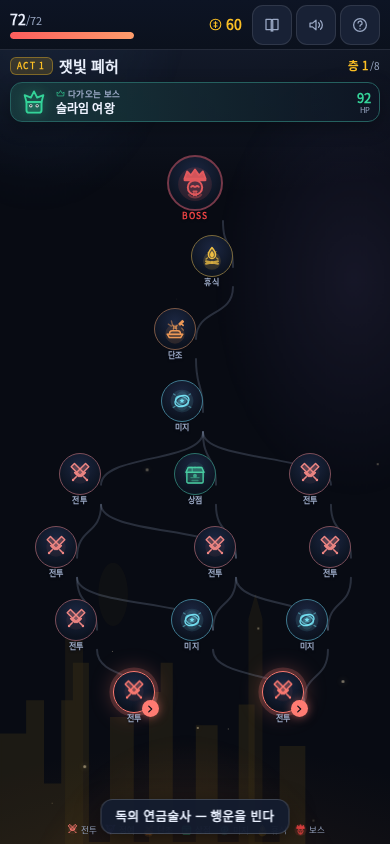 72/72
60
ACT 1 잿빛 폐허
층 1/8
다가오는 보스
슬라임 여왕
92
HP
BOSS
휴식
단조
미지
전투
상점
전투
전투
전투
전투
전투
미지
미지
전투
전투
독의 연금술사 — 행운을 빈다
전투
보스